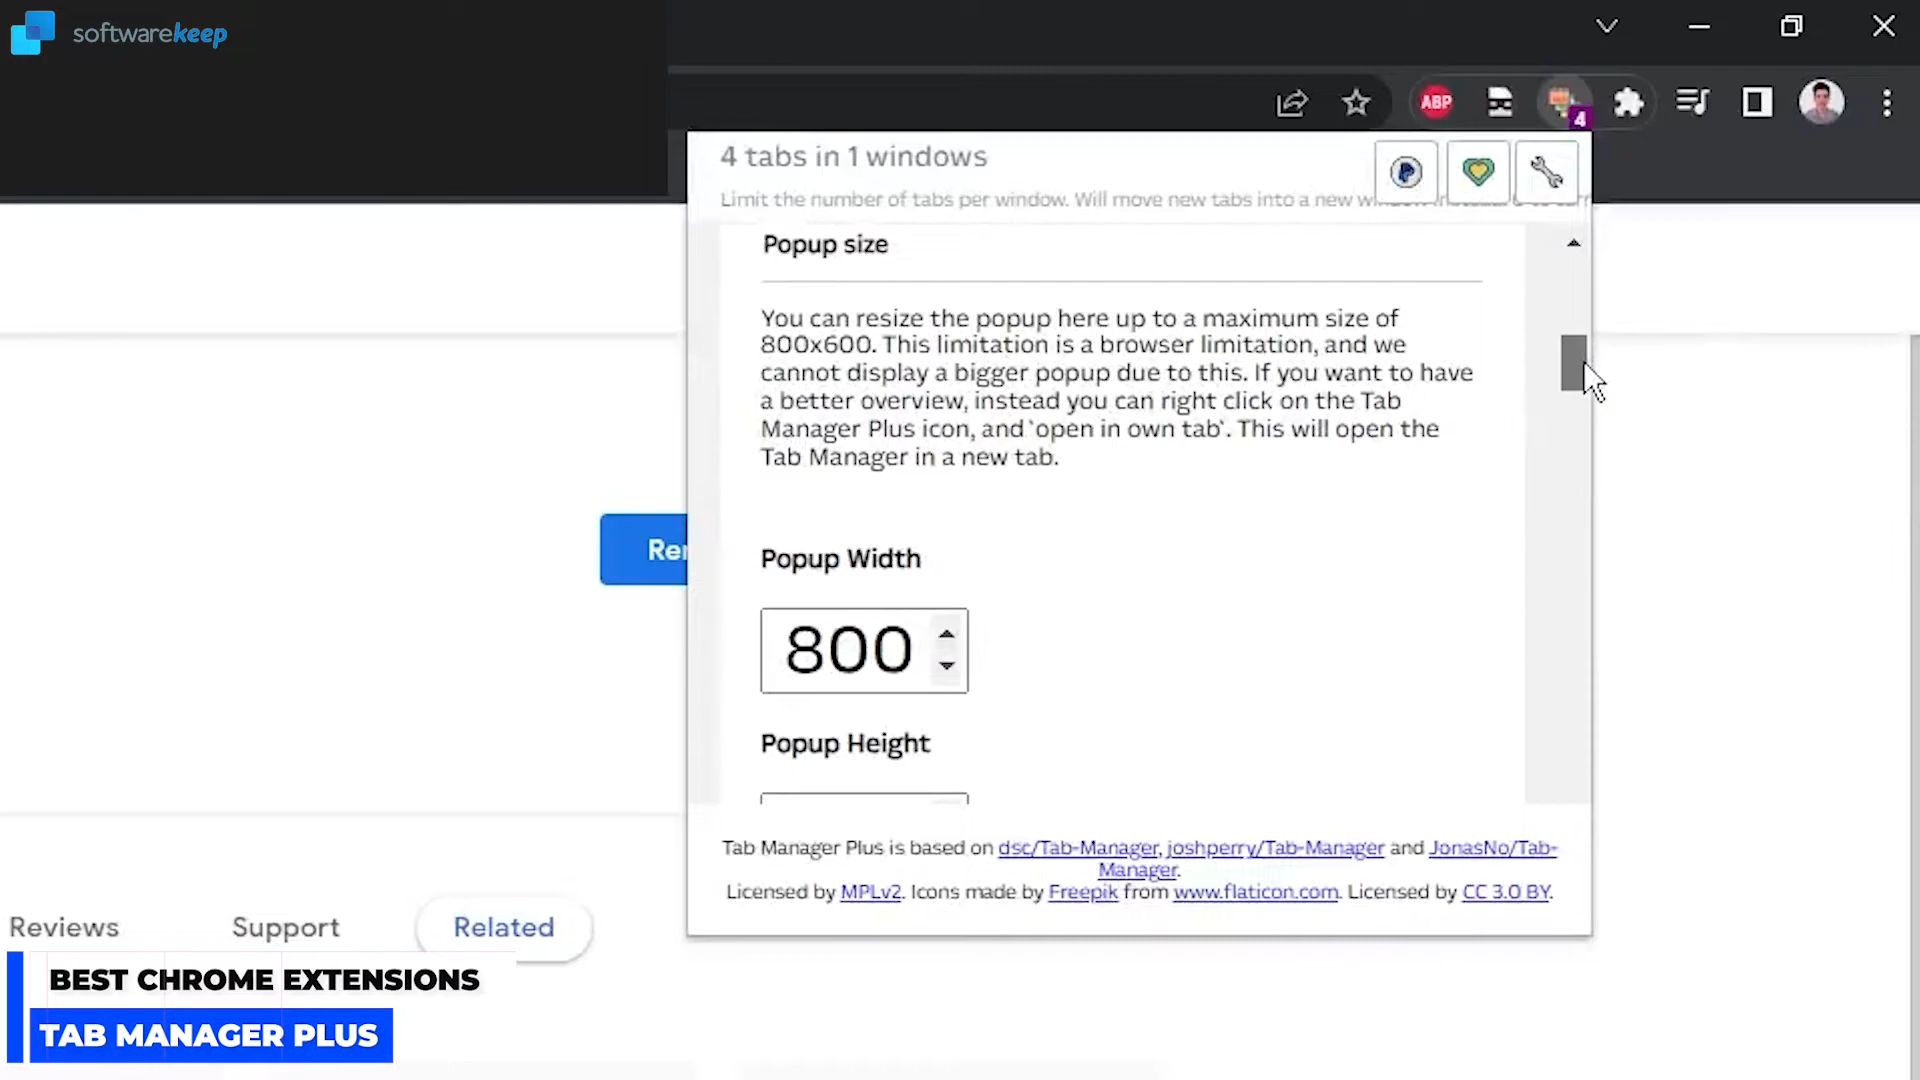 softwarekeep
ABP
4
4 tabs in 1 windows
Limit the number of tabs per window. Will move new tabs into a new window instead
Popup size
You can resize the popup here up to a maximum size of
800x600. This limitation is a browser limitation, and we
cannot display a bigger popup due to this. If you want to have
a better overview, instead you can right click on the Tab
Manager Plus icon, and `open in own tab`. This will open the
Tab Manager in a new tab.
Popup Width
800
Popup Height
Tab Manager Plus is based on dsc/Tab-Manager, joshperry/Tab-Manager and JonasNo/Tab-
Manager.
Licensed by MPLv2. Icons made by Freepik from www.flaticon.com. Licensed by CC 3.0 BY.
Reviews
Support
Related
BEST CHROME EXTENSIONS
TAB MANAGER PLUS